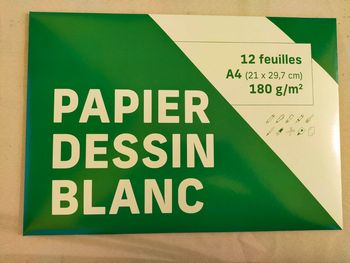 12 feuilles
A4 (21 x 29,7 cm)
180 g/m²
PAPIER
DESSIN
BLANC